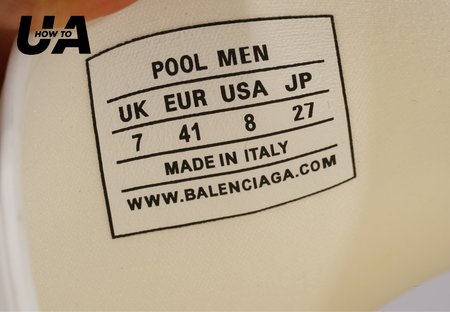 HOW TO
UA
POOL MEN
UK EUR USA JP
7 41 8 27
MADE IN ITALY
WWW.BALENCIAGA.COM